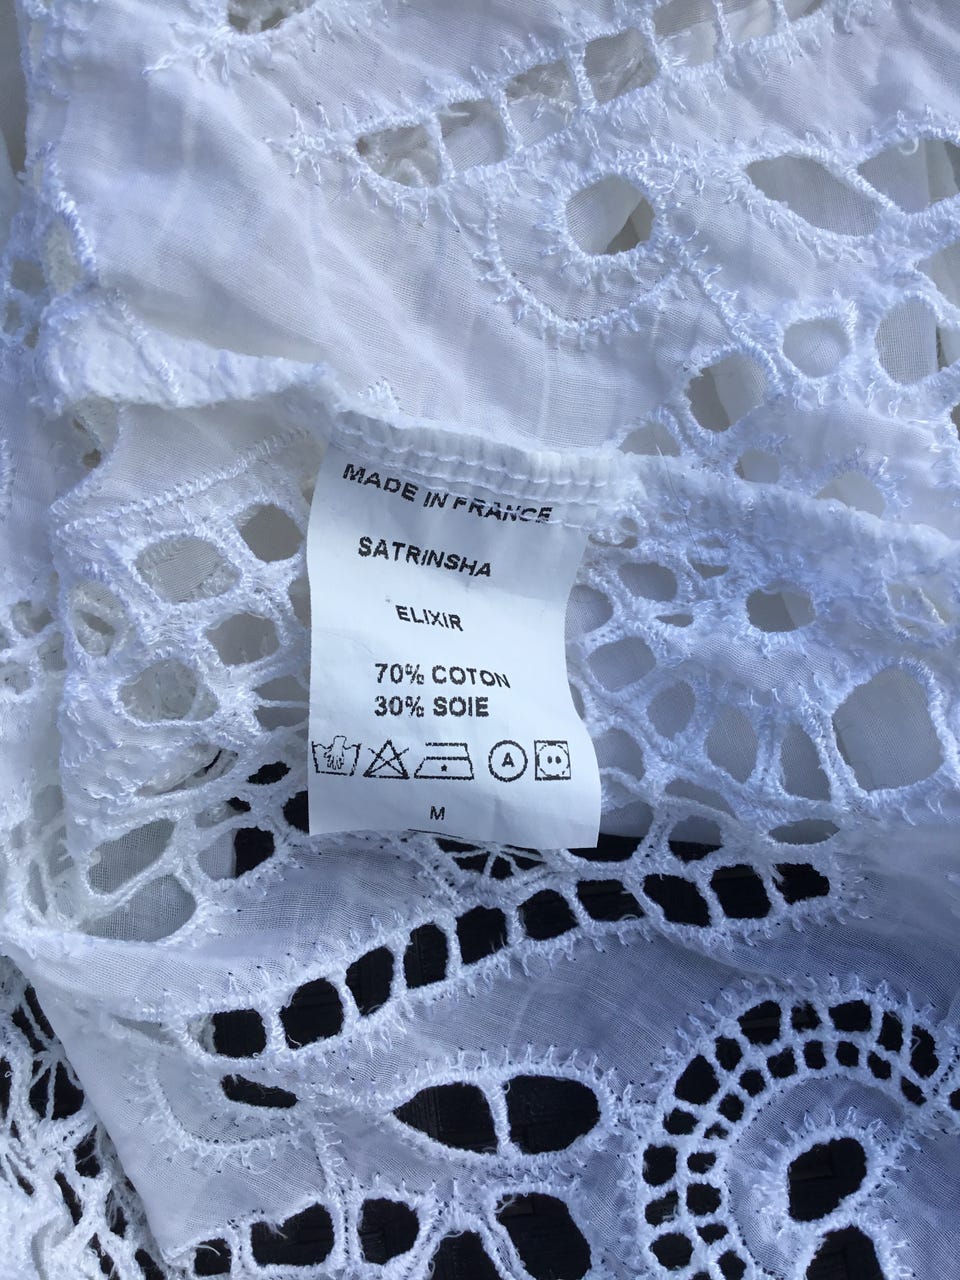 MADE IN FRANCE
SATRINSHA
ELIXIR
70% COTON
30% SOIE
A
M